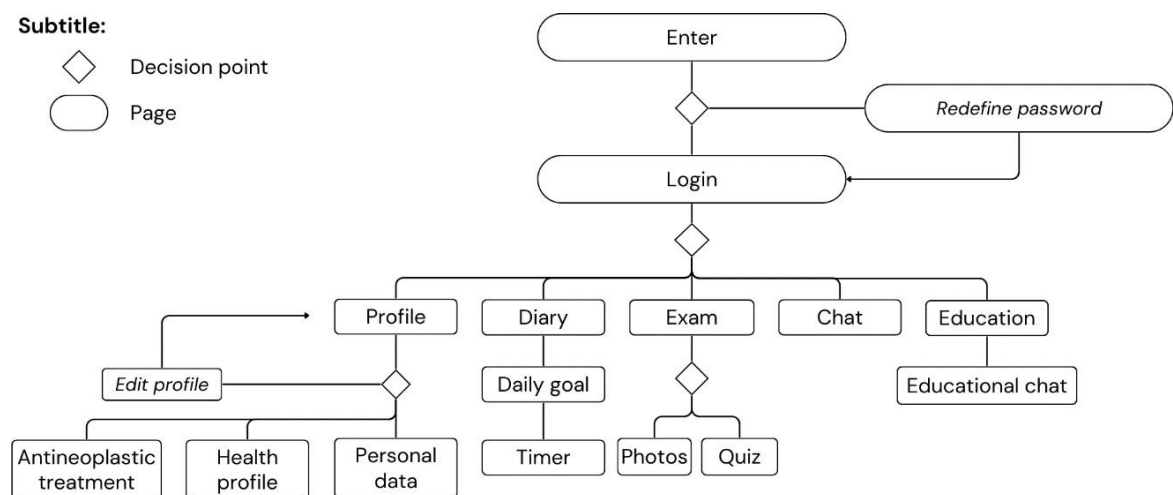 Subtitle:
Decision point
Page
Enter
Redefine password
Login
Profile
Diary
Exam
Chat
Education
Edit profile
Daily goal
Educational chat
Antineoplastic
treatment
Health
profile
Personal
data
Timer
Photos
Quiz